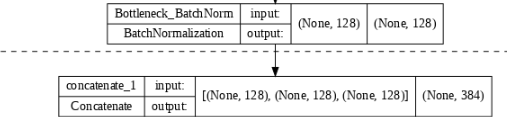 Bottleneck_BatchNorm input: (None, 128) (None, 128)
BatchNormalization output:
concatenate_1 input: [(None, 128), (None, 128), (None, 128)] (None, 384)
Concatenate output: